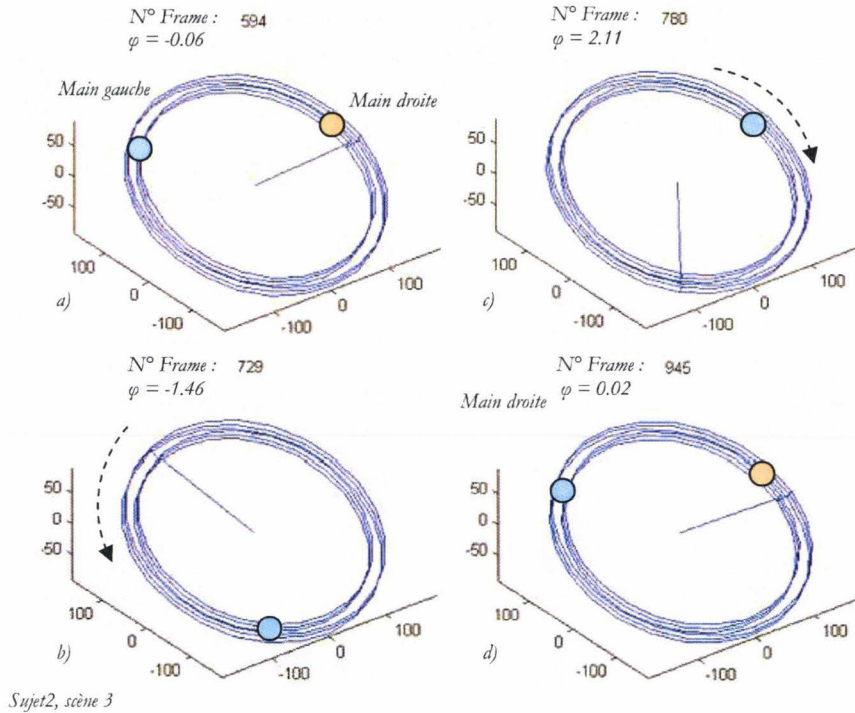 N° Frame : 594
φ = -0.06
Main gauche
Main droite
50
0
-50
100
0
-100
-100
0
100
a)
N° Frame : 780
φ = 2.11
50
0
-50
100
0
-100
-100
0
100
c)
N° Frame : 729
φ = -1.46
50
0
-50
100
0
-100
-100
0
100
b)
N° Frame : 945
φ = 0.02
Main droite
50
0
-50
100
0
-100
-100
0
100
d)
Sujet2, scène 3